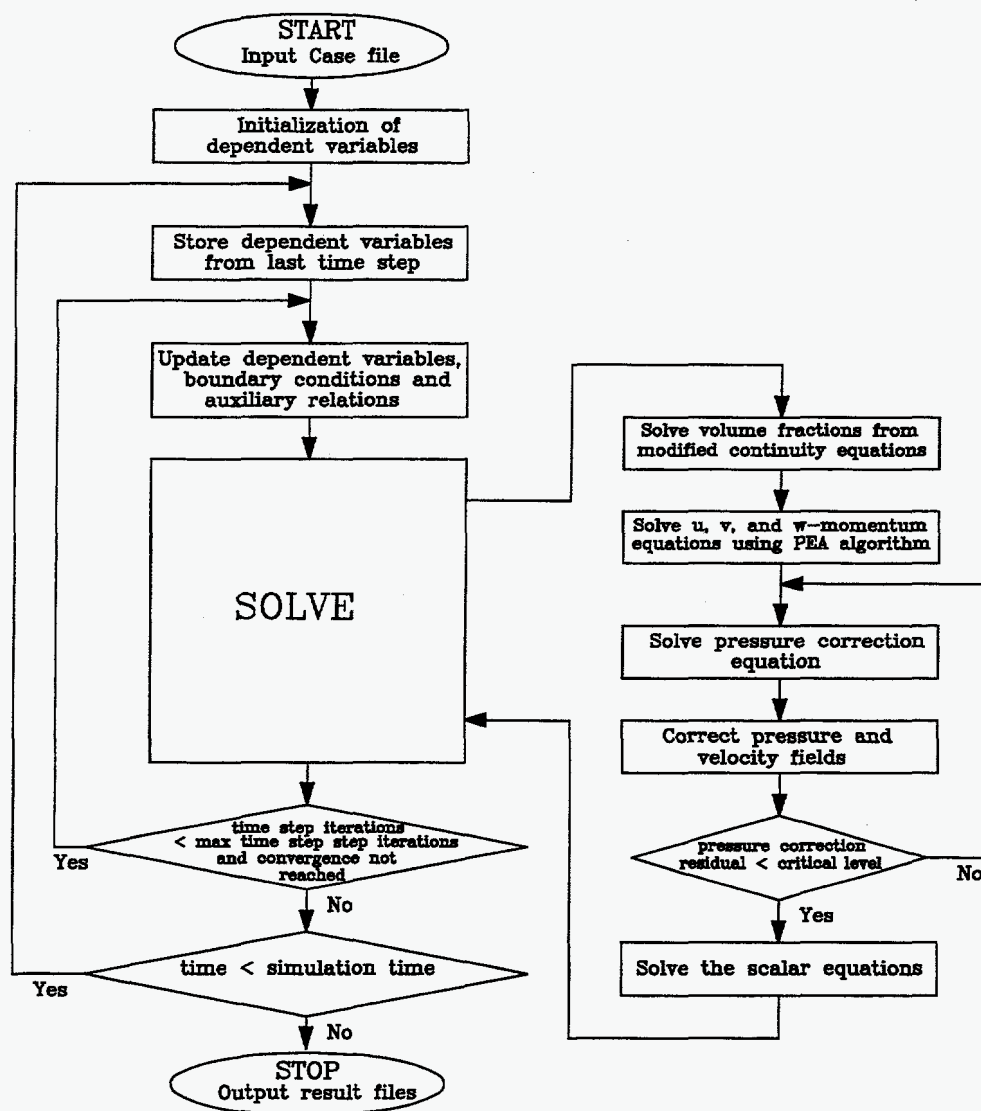 START
Input Case file
Initialization of
dependent variables
Store dependent variables
from last time step
Update dependent variables,
boundary conditions and
auxiliary relations
SOLVE
time step iterations
< max time step step iterations
and convergence not
reached
Yes
No
time < simulation time
Yes
No
STOP
Output result files
Solve volume fractions from
modified continuity equations
Solve u, v, and w-momentum
equations using PEA algorithm
Solve pressure correction
equation
Correct pressure and
velocity fields
pressure correction
residual < critical level
No
Yes
Solve the scalar equations